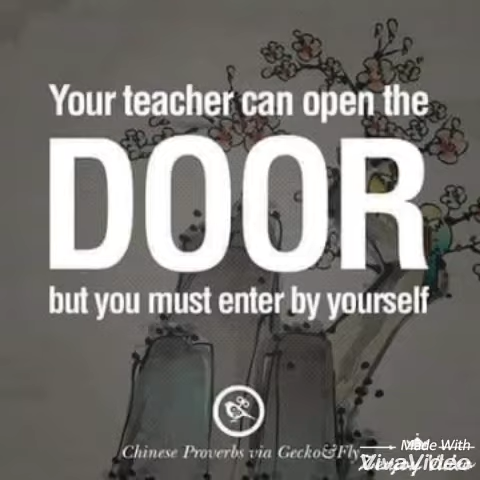 Your teacher can open the
DOOR
but you must enter by yourself
Chinese Proverbs via Gecko&Fly
Made With
VivaVideo